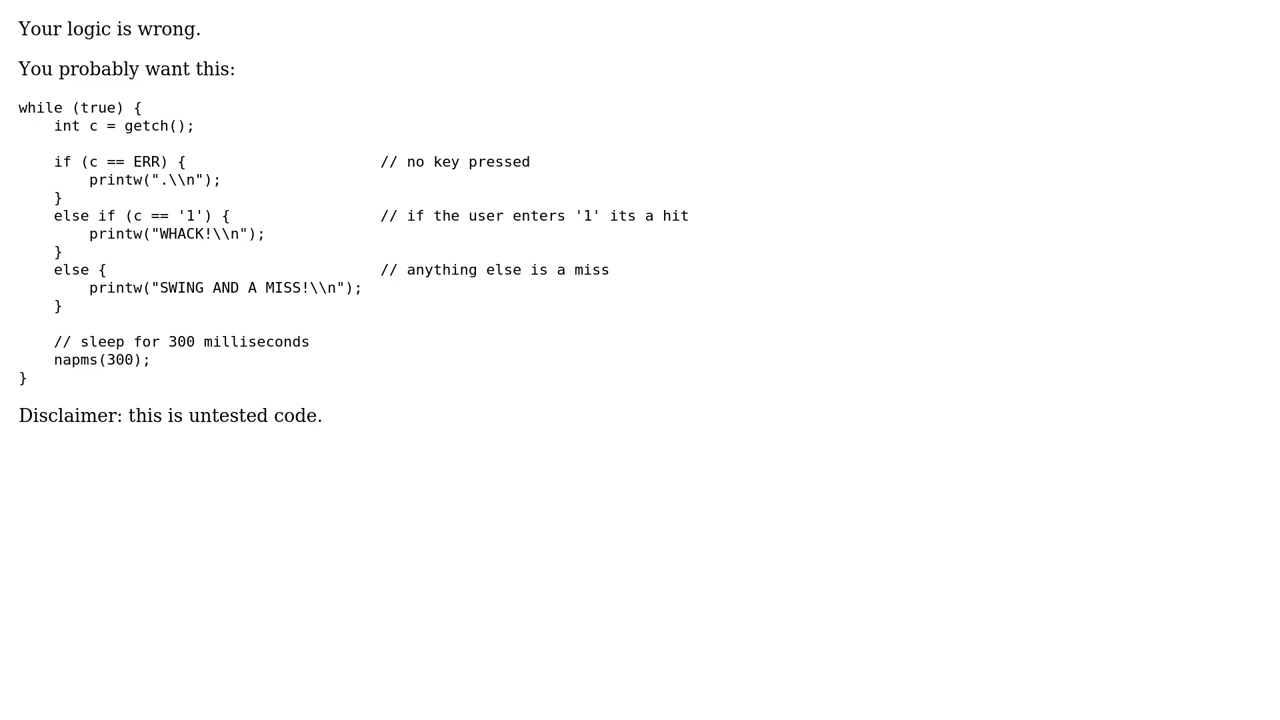 Your logic is wrong.
You probably want this:
while (true) {
    int c = getch();
    if (c == ERR) {                      // no key pressed
        printw(".\\n");
    }
    else if (c == '1') {                 // if the user enters '1' its a hit
        printw("WHACK!\\n");
    }
    else {                               // anything else is a miss
        printw("SWING AND A MISS!\\n");
    }
    // sleep for 300 milliseconds
    napms(300);
}
Disclaimer: this is untested code.